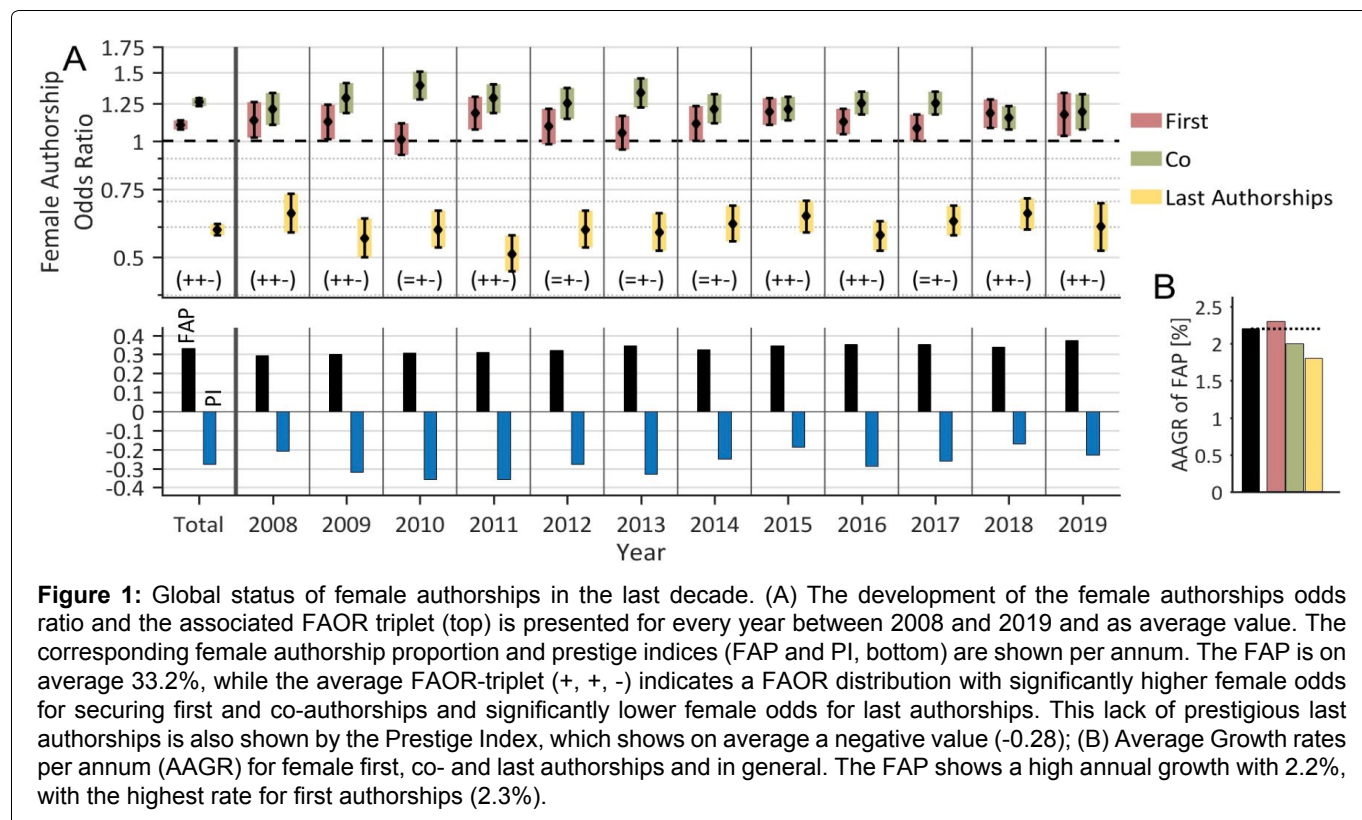 A
Female Authorship
Odds Ratio
1.75
1.5
1.25
1
0.75
0.5
(++-) (++-) (++-) (=+-) (++-) (=+-) (=+-) (=+-) (++-) (++-) (=+-) (++-) (++-)
First
Co
Last Authorships
FAP
PI
0.4
0.3
0.2
0.1
0
-0.1
-0.2
-0.3
-0.4
Total 2008 2009 2010 2011 2012 2013 2014 2015 2016 2017 2018 2019
Year
B
AAGR of FAP [%]
2.5
2
1.5
1
0.5
0
Figure 1: Global status of female authorships in the last decade. (A) The development of the female authorships odds
ratio and the associated FAOR triplet (top) is presented for every year between 2008 and 2019 and as average value. The
corresponding female authorship proportion and prestige indices (FAP and PI, bottom) are shown per annum. The FAP is on
average 33.2%, while the average FAOR-triplet (+, +, -) indicates a FAOR distribution with significantly higher female odds
for securing first and co-authorships and significantly lower female odds for last authorships. This lack of prestigious last
authorships is also shown by the Prestige Index, which shows on average a negative value (-0.28); (B) Average Growth rates
per annum (AAGR) for female first, co- and last authorships and in general. The FAP shows a high annual growth with 2.2%,
with the highest rate for first authorships (2.3%).